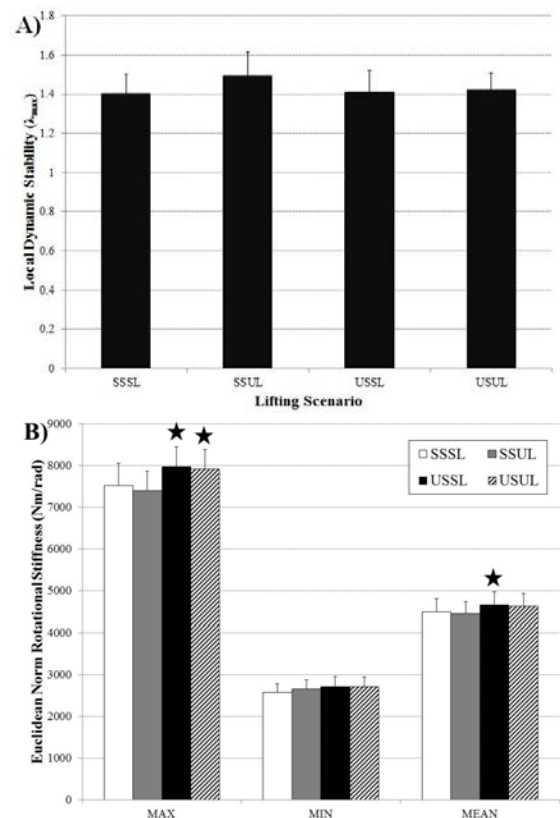 A)
Local Dynamic Stability (λmax)
1.8
1.6
1.4
1.2
1
0.8
0.6
0.4
0.2
0
SSSL SSUL USSL USUL
Lifting Scenario
B)
Euclidean Norm Rotational Stiffness (Nm/rad)
9000
8000
7000
6000
5000
4000
3000
2000
1000
0
★ ★
★
SSSL SSUL
USSL USUL
MAX MIN MEAN